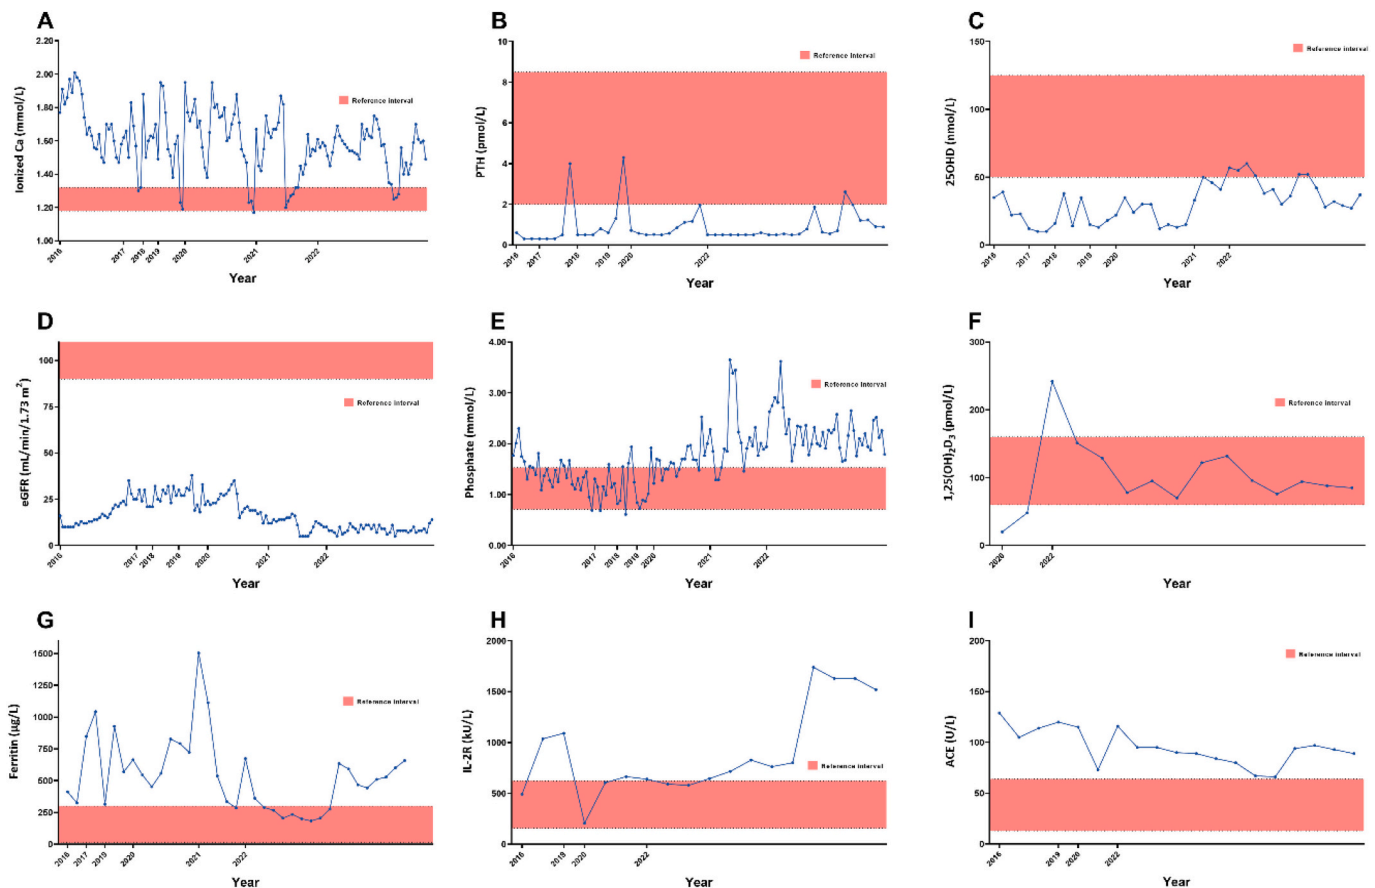 A
Ionized Ca (mmol/L)
2.20
2.00
1.80
1.60
1.40
1.20
1.00
Reference interval
2016
2017
2018
2019
2020
2021
2022
Year
B
PTH (pmol/L)
10
8
6
4
2
0
Reference interval
2016
2017
2018
2019
2020
2022
Year
C
25OHD (nmol/L)
150
100
50
0
Reference interval
2016
2017
2018
2019
2020
2021
2022
Year
D
eGFR (mL/min/1.73 m²)
100
75
50
25
0
Reference interval
2016
2017
2018
2019
2020
2021
2022
Year
E
Phosphate (mmol/L)
4.00
3.00
2.00
1.00
0.00
Reference interval
2016
2017
2018
2019
2020
2021
2022
Year
F
1,25(OH)₂D₃ (pmol/L)
300
200
100
0
Reference interval
2020
2022
Year
G
Ferritin (µg/L)
1500
1250
1000
750
500
250
0
Reference interval
2016
2017
2019
2020
2021
2022
Year
H
IL-2R (kU/L)
2000
1500
1000
500
0
Reference interval
2016
2018
2020
2022
Year
I
ACE (U/L)
200
150
100
50
0
Reference interval
2016
2019
2020
2022
Year